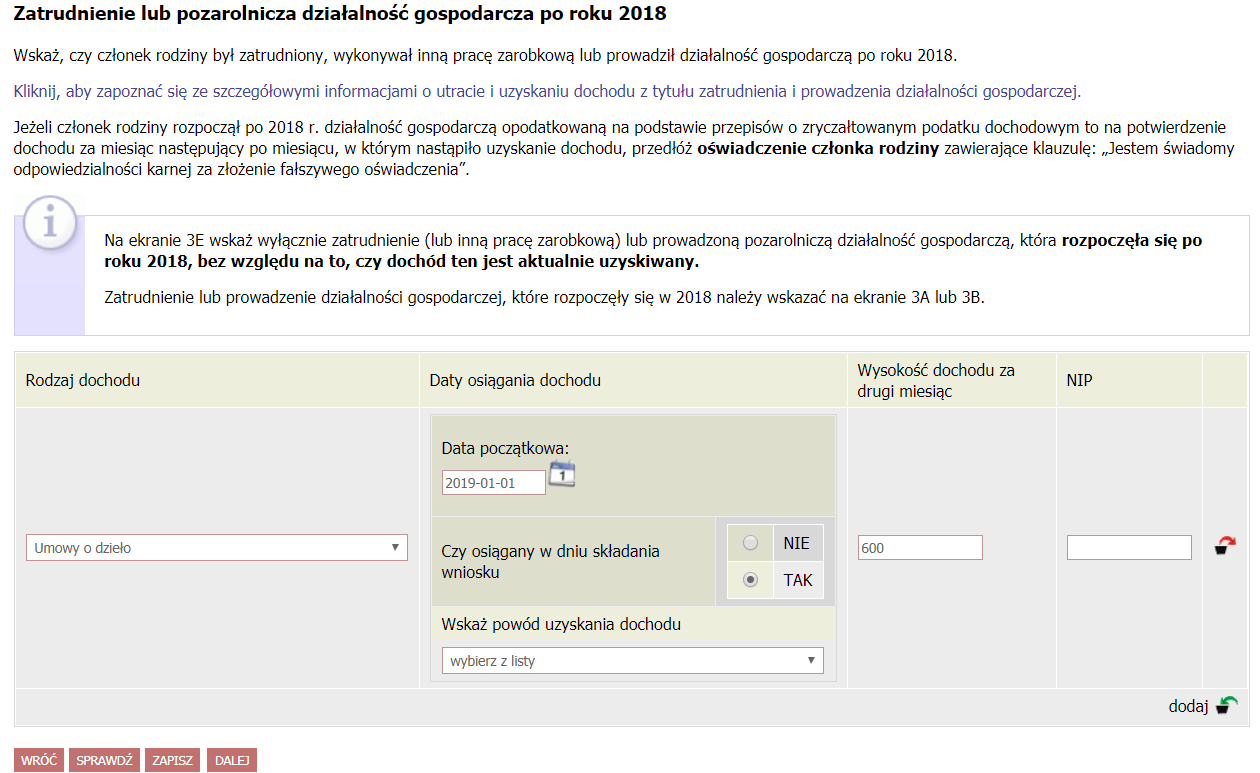 Zatrudnienie lub pozarolnicza działalność gospodarcza po roku 2018
Wskaż, czy członek rodziny był zatrudniony, wykonywał inną pracę zarobkową lub prowadził działalność gospodarczą po roku 2018.
Kliknij, aby zapoznać się ze szczegółowymi informacjami o utracie i uzyskaniu dochodu z tytułu zatrudnienia i prowadzenia działalności gospodarczej.
Jeżeli członek rodziny rozpoczął po 2018 r. działalność gospodarczą opodatkowaną na podstawie przepisów o zryczałtowanym podatku dochodowym to na potwierdzenie
dochodu za miesiąc następujący po miesiącu, w którym nastąpiło uzyskanie dochodu, przedłóż oświadczenie członka rodziny zawierające klauzulę: „Jestem świadomy
odpowiedzialności karnej za złożenie fałszywego oświadczenia”.
i
Na ekranie 3E wskaż wyłącznie zatrudnienie (lub inną pracę zarobkową) lub prowadzoną pozarolniczą działalność gospodarczą, która rozpoczęła się po
roku 2018, bez względu na to, czy dochód ten jest aktualnie uzyskiwany.
Zatrudnienie lub prowadzenie działalności gospodarczej, które rozpoczęły się w 2018 należy wskazać na ekranie 3A lub 3B.
Rodzaj dochodu
Daty osiągania dochodu
Wysokość dochodu za
drugi miesiąc
NIP
Umowy o dzieło
Data początkowa:
2019-01-01
1
Czy osiągany w dniu składania
wniosku
NIE
TAK
Wskaż powód uzyskania dochodu
wybierz z listy
600
dodaj
WRÓĆ SPRAWDŹ ZAPISZ DALEJ